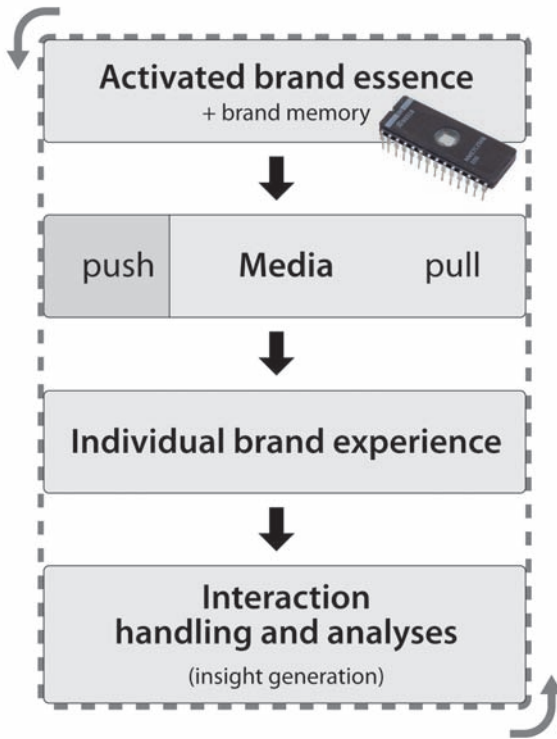 Activated brand essence
+ brand memory
push Media pull
Individual brand experience
Interaction
handling and analyses
(insight generation)